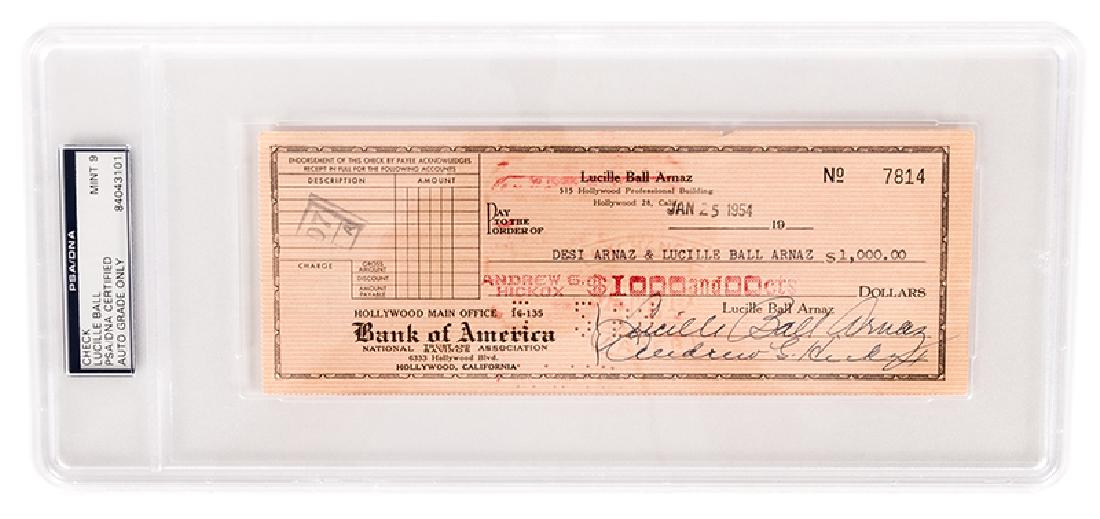 PSA/DNA
CHECK
LUCILLE BALL
PSA/DNA CERTIFIED
AUTO GRADE ONLY
MINT 9
84043101
ENDORSEMENT OF THIS CHECK BY PAYEE ACKNOWLEDGES
RECEIPT IN FULL FOR THE FOLLOWING ACCOUNTS
DESCRIPTION AMOUNT
CHARGE
GROSS AMOUNT
DISCOUNT
AMOUNT PAYABLE
HOLLYWOOD MAIN OFFICE 16-135
Bank of America
NATIONAL TRUST AND SAVINGS ASSOCIATION
6333 Hollywood Blvd.
HOLLYWOOD, CALIFORNIA
Lucille Ball Arnaz
515 Hollywood Professional Building
Hollywood 28, Calif.
No 7814
JAN 25 1954
19
PAY TO THE ORDER OF
DESI ARNAZ & LUCILLE BALL ARNAZ $1,000.00
ANDREW S. HICKOX $1000and00CTS
DOLLARS
Lucille Ball Arnaz
Lucille Ball Arnaz
Andrew S. Hickox